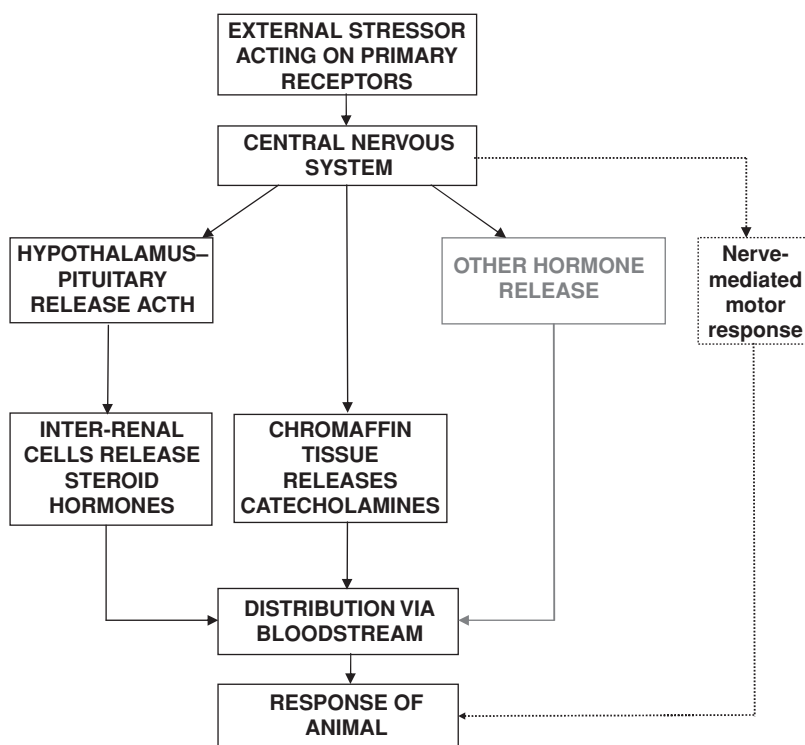 EXTERNAL STRESSOR
ACTING ON PRIMARY
RECEPTORS
CENTRAL NERVOUS
SYSTEM
HYPOTHALAMUS–
PITUITARY
RELEASE ACTH
OTHER HORMONE
RELEASE
Nerve-
mediated
motor
response
INTER-RENAL
CELLS RELEASE
STEROID
HORMONES
CHROMAFFIN
TISSUE
RELEASES
CATECHOLAMINES
DISTRIBUTION VIA
BLOODSTREAM
RESPONSE OF
ANIMAL